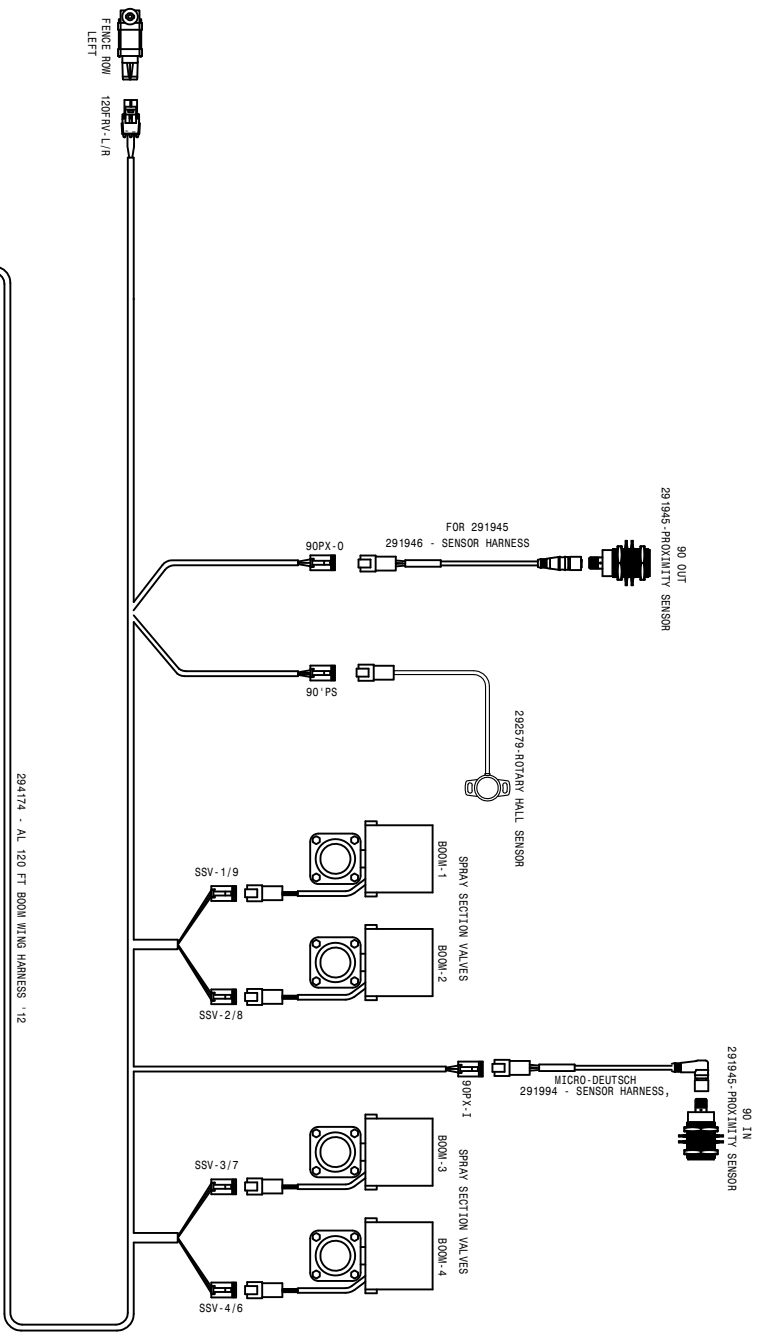 FENCE ROW
LEFT
120FRV-L/R
90 OUT
291945-PROXIMITY SENSOR
FOR 291945
291946 - SENSOR HARNESS
90PX-O
90'PS
292579-ROTARY HALL SENSOR
SPRAY SECTION VALVES
BOOM-1
BOOM-2
SSV-1/9
SSV-2/8
90 IN
291945-PROXIMITY SENSOR
MICRO-DEUTSCH
291994 - SENSOR HARNESS,
90PX-I
SPRAY SECTION VALVES
BOOM-3
BOOM-4
SSV-3/7
SSV-4/6
294174 - AL 120 FT BOOM WING HARNESS '12